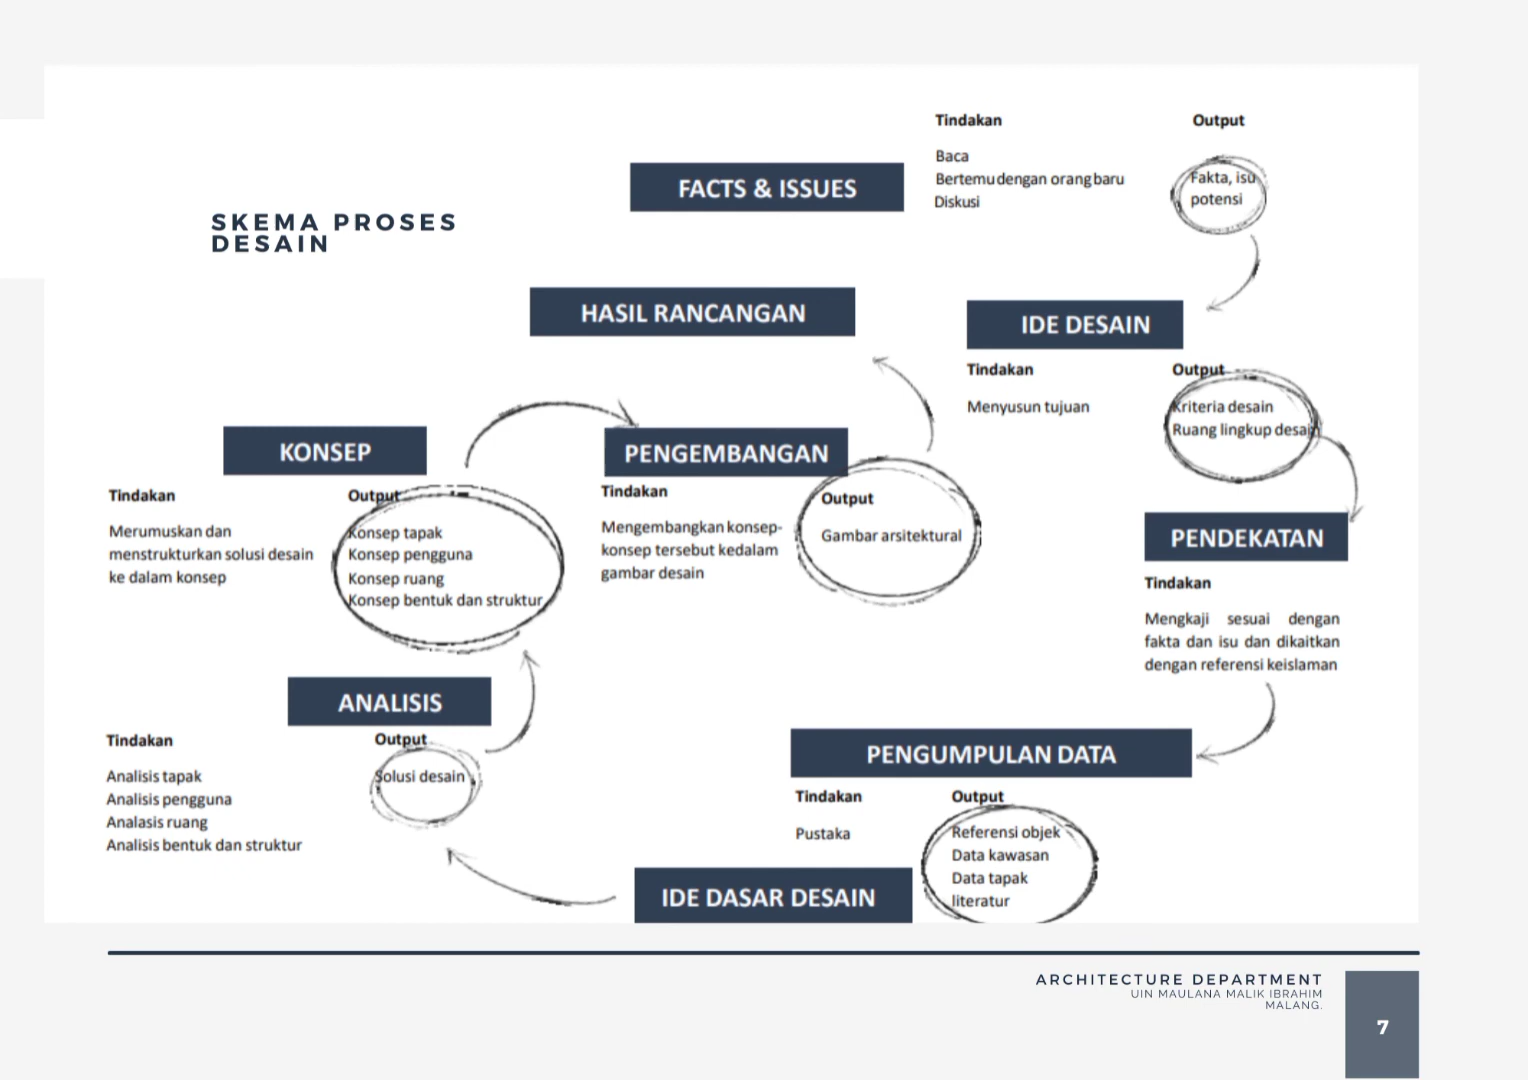 SKEMA PROSES
DESAIN
FACTS & ISSUES
Tindakan
Output
Baca
Bertemu dengan orang baru
Diskusi
Fakta, isu
potensi
IDE DESAIN
Tindakan
Output
Menyusun tujuan
Kriteria desain
Ruang lingkup desain
PENDEKATAN
Tindakan
Mengkaji sesuai dengan
fakta dan isu dan dikaitkan
dengan referensi keislaman
PENGUMPULAN DATA
Tindakan
Output
Pustaka
Referensi objek
Data kawasan
Data tapak
literatur
IDE DASAR DESAIN
ANALISIS
Tindakan
Output
Analisis tapak
Analisis pengguna
Analasis ruang
Analisis bentuk dan struktur
Solusi desain
KONSEP
Tindakan
Output
Merumuskan dan
menstrukturkan solusi desain
ke dalam konsep
Konsep tapak
Konsep pengguna
Konsep ruang
Konsep bentuk dan struktur
PENGEMBANGAN
Tindakan
Output
Mengembangkan konsep-
konsep tersebut kedalam
gambar desain
Gambar arsitektural
HASIL RANCANGAN
ARCHITECTURE DEPARTMENT
UIN MAULANA MALIK IBRAHIM
MALANG.
7